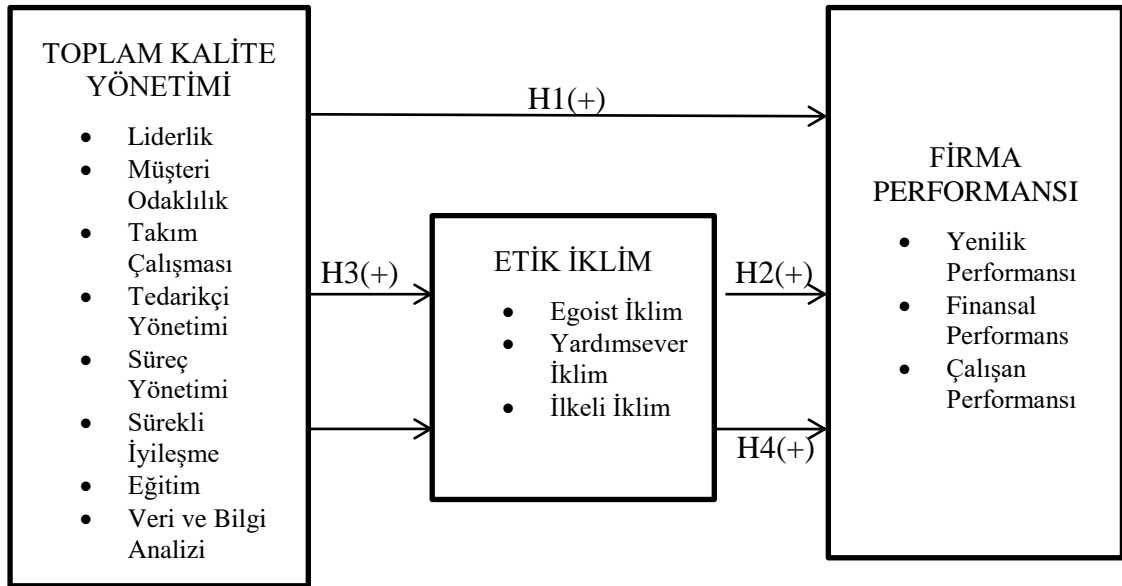 TOPLAM KALİTE
YÖNETİMİ
• Liderlik
• Müşteri
Odaklılık
• Takım
Çalışması
• Tedarikçi
Yönetimi
• Süreç
Yönetimi
• Sürekli
İyileşme
• Eğitim
• Veri ve Bilgi
Analizi
H1(+)
H3(+)
ETİK İKLİM
• Egoist İklim
• Yardımsever
İklim
• İlkeli İklim
H2(+)
H4(+)
FİRMA
PERFORMANSI
• Yenilik
Performansı
• Finansal
Performans
• Çalışan
Performansı